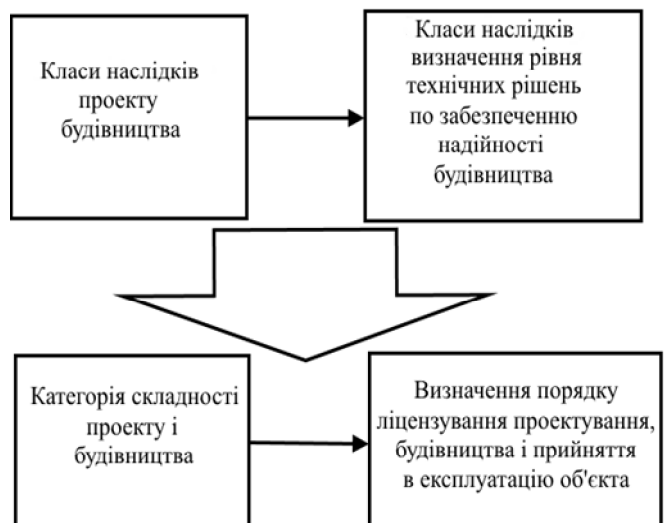 Класи наслідків
проекту
будівництва
Класи наслідків
визначення рівня
технічних рішень
по забезпеченню
надійності
будівництва
Категорія складності
проекту і
будівництва
Визначення порядку
ліцензування проектування,
будівництва і прийняття
в експлуатацію об'єкта